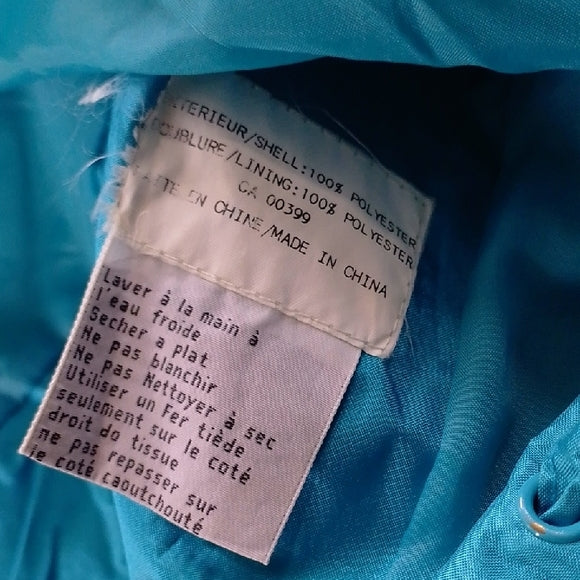 TERIEUR/SHELL:100% POLYESTER
DOUBLURE/LINING:100% POLYESTER
CA 00399
FAITE EN CHINE/MADE IN CHINA
Laver à la main à
l'eau froide
Secher a plat
Ne pas blanchir
Ne pas Nettoyer à sec
Utiliser un Fer tiède
seulement sur le coté
droit do tissue
ne pas repasser sur
le coté caoutchouté